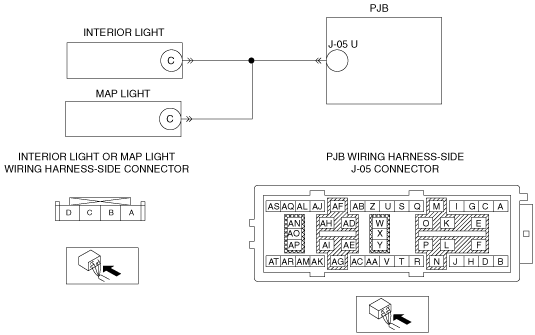 PJB
INTERIOR LIGHT
J-05 U
C
MAP LIGHT
C
INTERIOR LIGHT OR MAP LIGHT
WIRING HARNESS-SIDE CONNECTOR
PJB WIRING HARNESS-SIDE
J-05 CONNECTOR
D C B A
AS AQ AL AJ AF AB Z U S Q M I G C A
AN AH AD W O K E
AO X
AP AI AE Y P L F
AT AR AM AK AG AC AA V T R N J H D B